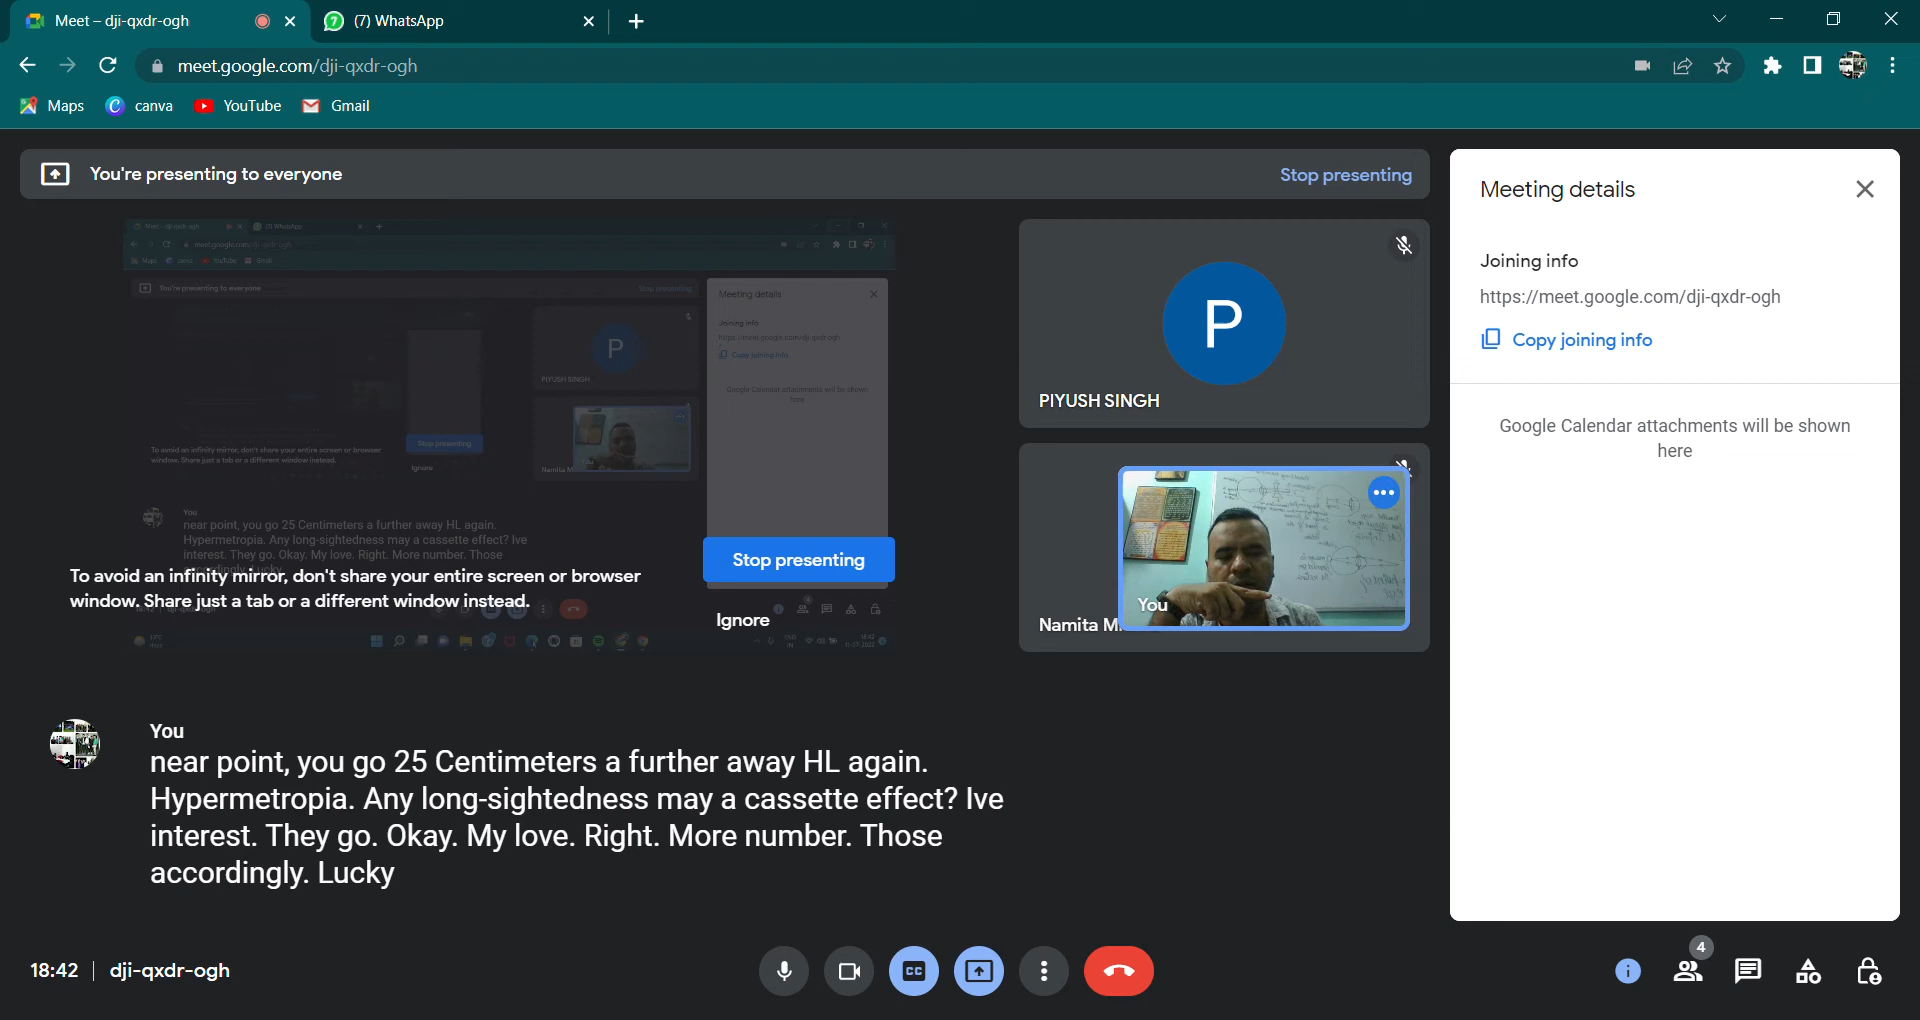 Meet – dji-qxdr-ogh
(7) WhatsApp
meet.google.com/dji-qxdr-ogh
Maps
canva
YouTube
Gmail
You're presenting to everyone
Stop presenting
Meeting details
Joining info
https://meet.google.com/dji-qxdr-ogh
Copy joining info
Google Calendar attachments will be shown
here
P
PIYUSH SINGH
You
Namita M
To avoid an infinity mirror, don't share your entire screen or browser
window. Share just a tab or a different window instead.
Stop presenting
Ignore
You
near point, you go 25 Centimeters a further away HL again.
Hypermetropia. Any long-sightedness may a cassette effect? Ive
interest. They go. Okay. My love. Right. More number. Those
accordingly. Lucky
18:42
dji-qxdr-ogh
CC
4